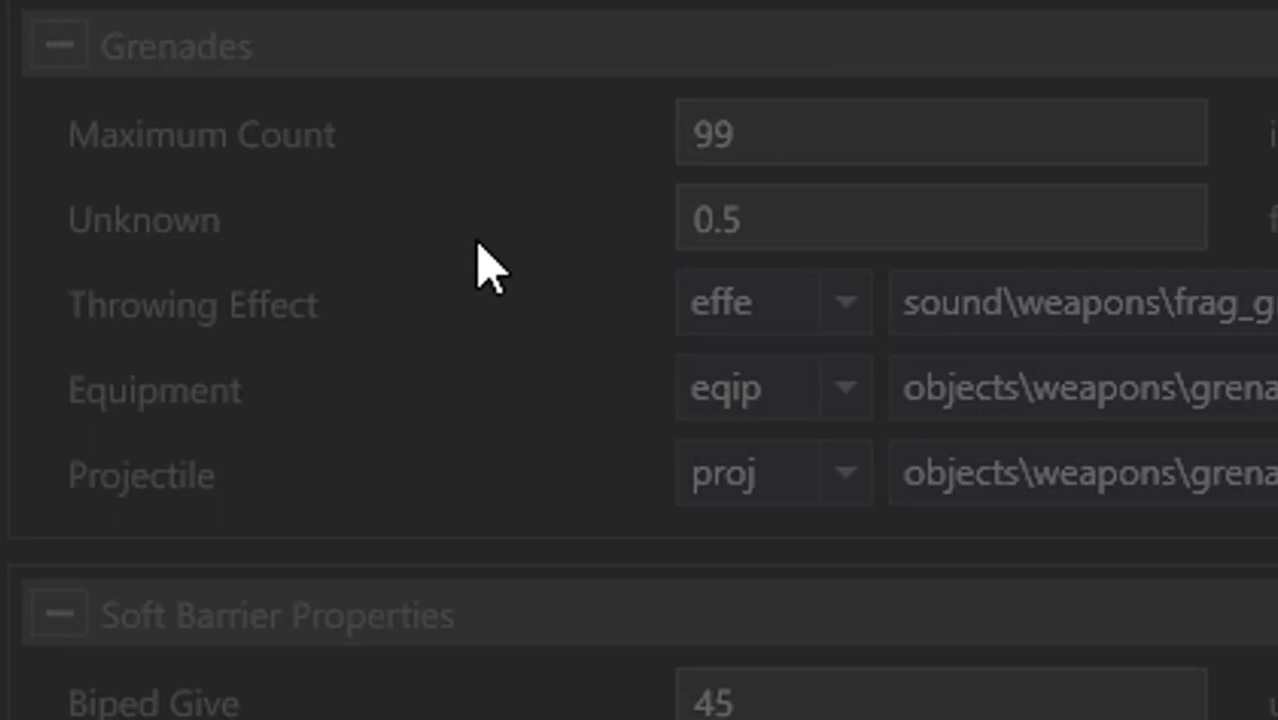 Grenades
Maximum Count 99
Unknown 0.5
Throwing Effect effe sound\weapons\frag_g
Equipment eqip objects\weapons\grena
Projectile proj objects\weapons\grena
Soft Barrier Properties
Biped Give 45